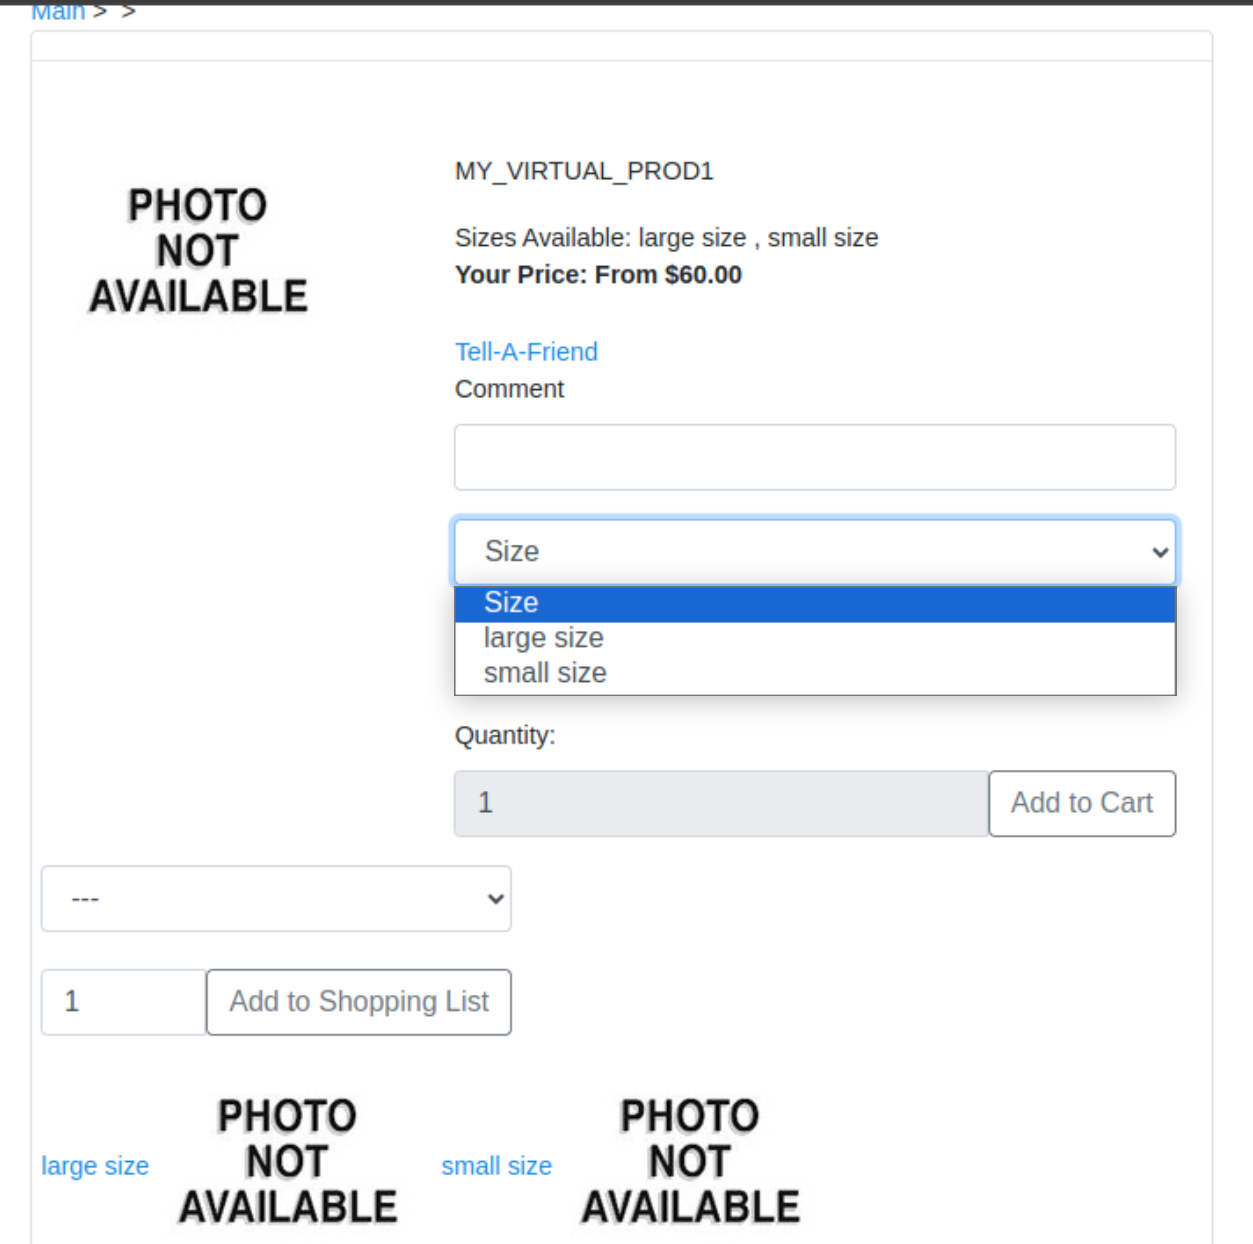 Main > >
PHOTO
NOT
AVAILABLE
MY_VIRTUAL_PROD1
Sizes Available: large size , small size
Your Price: From $60.00
Tell-A-Friend
Comment
Size
Size
large size
small size
Quantity:
1 Add to Cart
---
1 Add to Shopping List
large size
PHOTO
NOT
AVAILABLE
small size
PHOTO
NOT
AVAILABLE